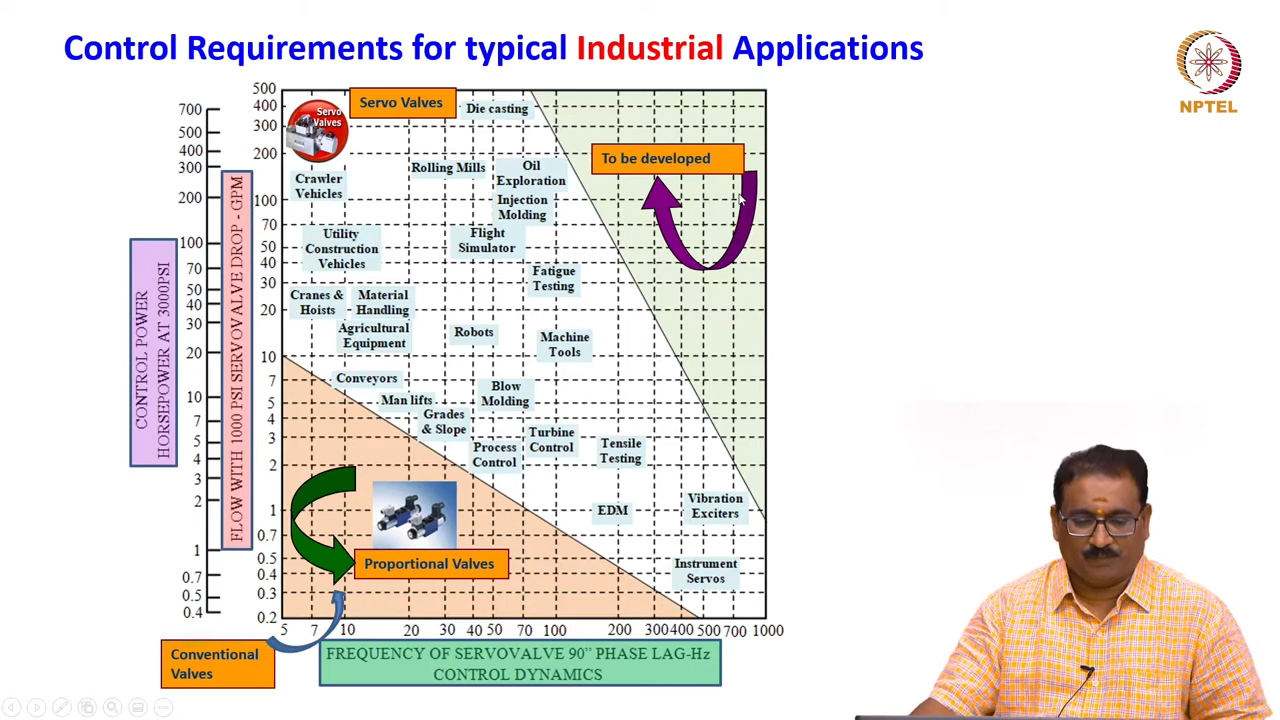 Control Requirements for typical Industrial Applications
NPTEL
CONTROL POWER
HORSEPOWER AT 3000PSI
700
500
400
300
200
100
70
50
40
30
20
10
7
5
4
3
2
1
0.7
0.5
0.4
FLOW WITH 1000 PSI SERVOVALVE DROP - GPM
500
400
300
200
100
70
50
40
30
20
10
7
5
4
3
2
1
0.7
0.5
0.4
0.3
0.2
Servo
Valves
Servo Valves
Die casting
To be developed
Crawler
Vehicles
Rolling Mills
Oil
Exploration
Injection
Molding
Utility
Construction
Vehicles
Flight
Simulator
Fatigue
Testing
Cranes &
Hoists
Material
Handling
Agricultural
Equipment
Robots
Machine
Tools
Conveyors
Man lifts
Blow
Molding
Grades
& Slope
Process
Control
Turbine
Control
Tensile
Testing
EDM
Vibration
Exciters
Instrument
Servos
Proportional Valves
5 7 10 20 30 40 50 70 100 200 300 400 500 700 1000
Conventional
Valves
FREQUENCY OF SERVOVALVE 90” PHASE LAG-Hz
CONTROL DYNAMICS